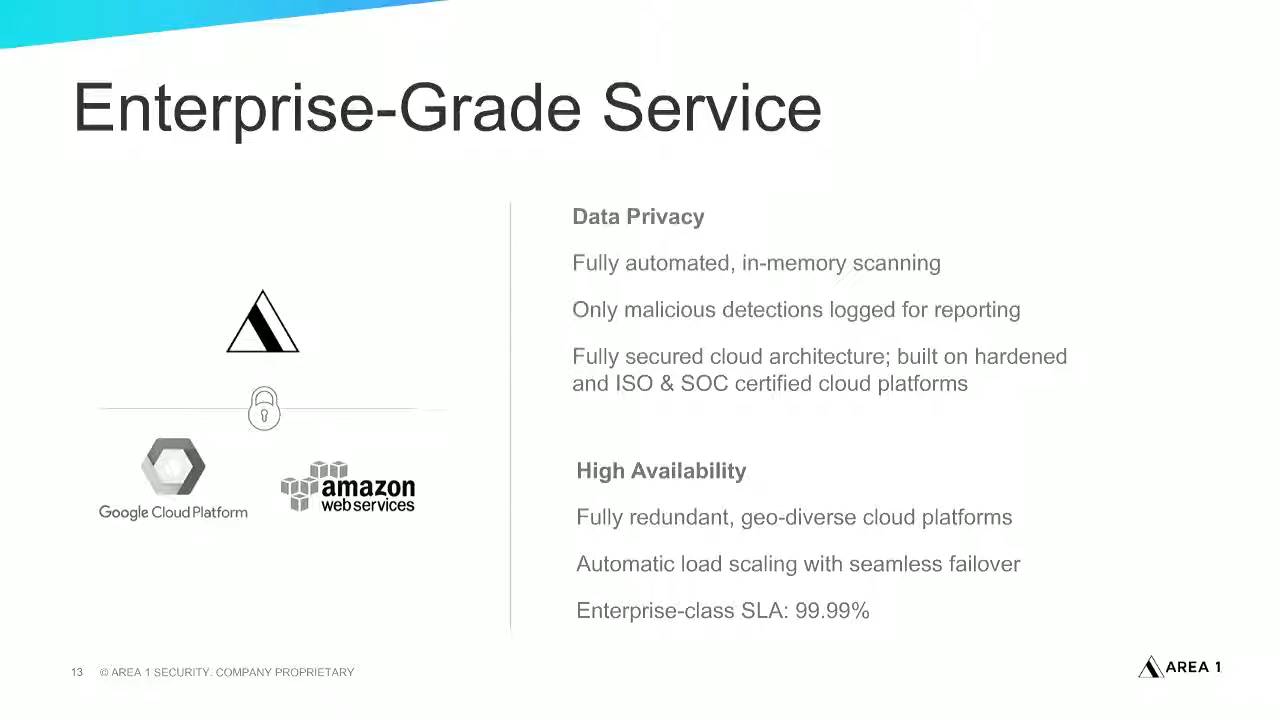 Enterprise-Grade Service
Google Cloud Platform
amazon
webservices
Data Privacy
Fully automated, in-memory scanning
Only malicious detections logged for reporting
Fully secured cloud architecture; built on hardened
and ISO & SOC certified cloud platforms
High Availability
Fully redundant, geo-diverse cloud platforms
Automatic load scaling with seamless failover
Enterprise-class SLA: 99.99%
13 © AREA 1 SECURITY. COMPANY PROPRIETARY
AREA 1